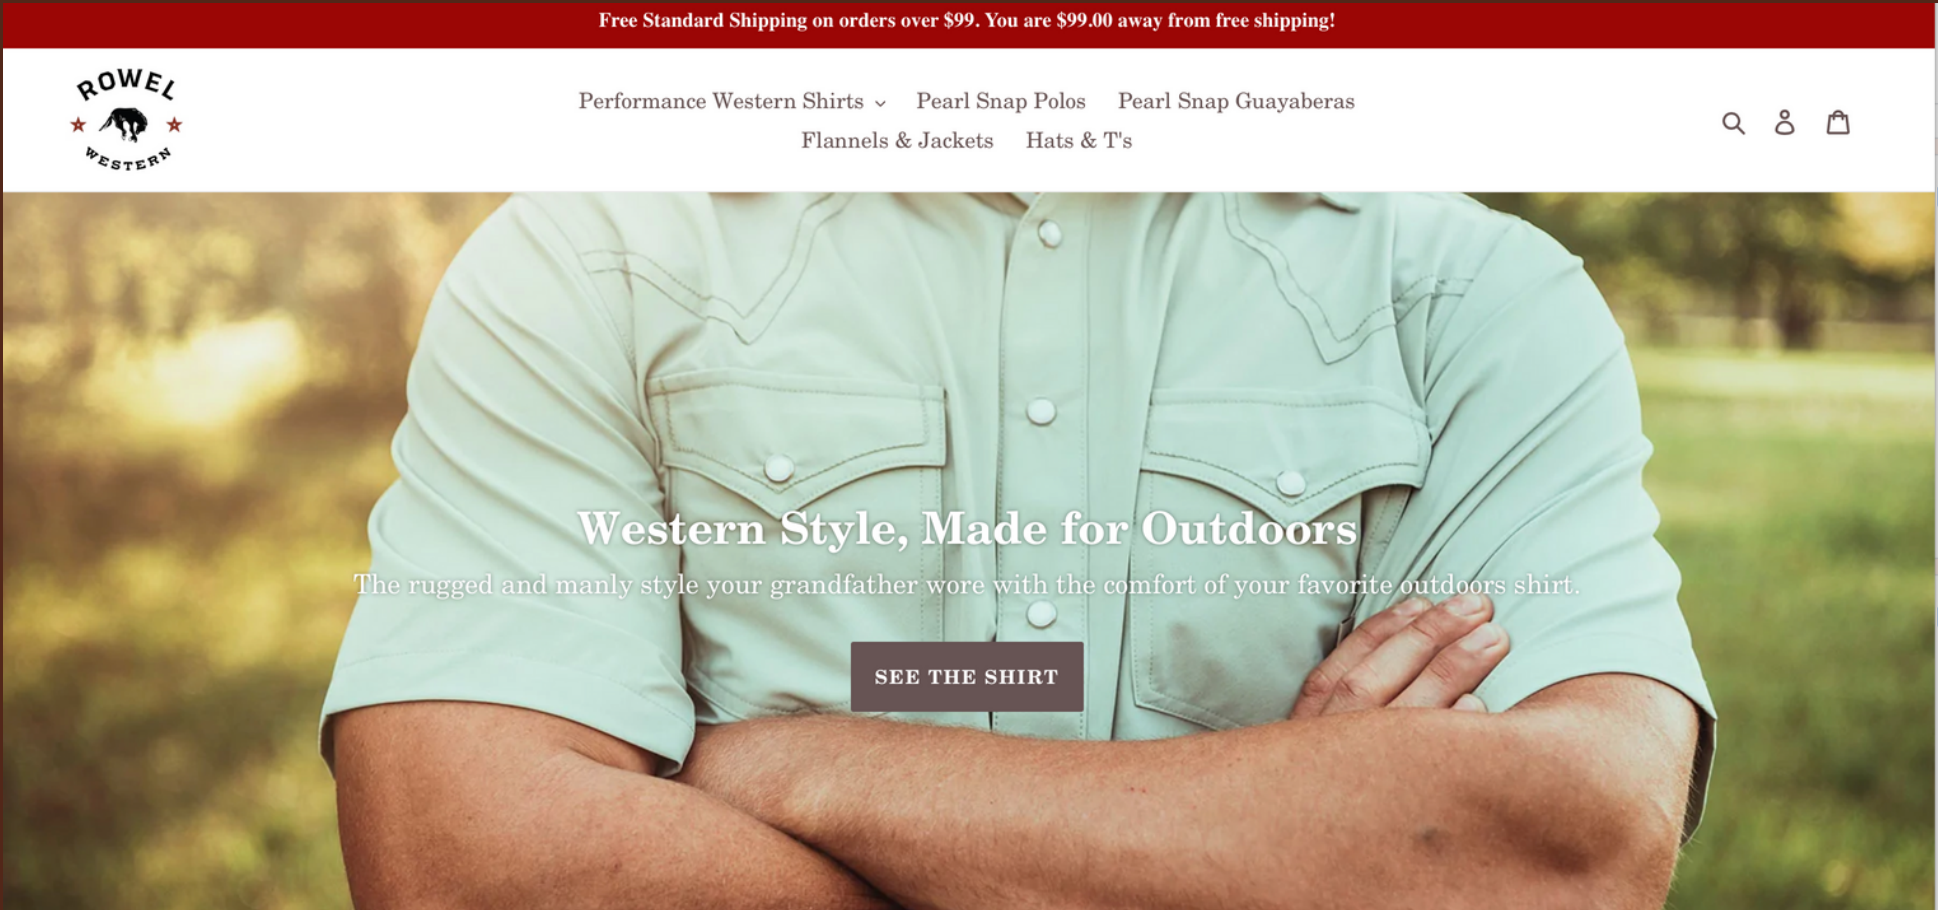 Free Standard Shipping on orders over $99. You are $99.00 away from free shipping!
ROWEL
WESTERN
Performance Western Shirts
Pearl Snap Polos
Pearl Snap Guayaberas
Flannels & Jackets
Hats & T's
Western Style, Made for Outdoors
The rugged and manly style your grandfather wore with the comfort of your favorite outdoors shirt.
SEE THE SHIRT